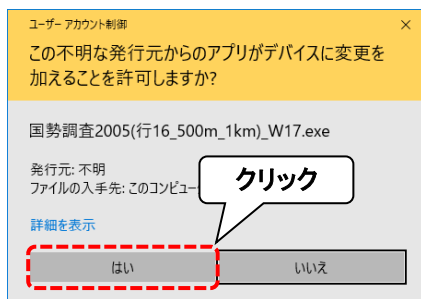 ユーザー アカウント制御
この不明な発行元からのアプリがデバイスに変更を
加えることを許可しますか?
国勢調査2005(行16_500m_1km)_W17.exe
発行元: 不明
ファイルの入手先: このコンピュー
クリック
詳細を表示
はい
いいえ